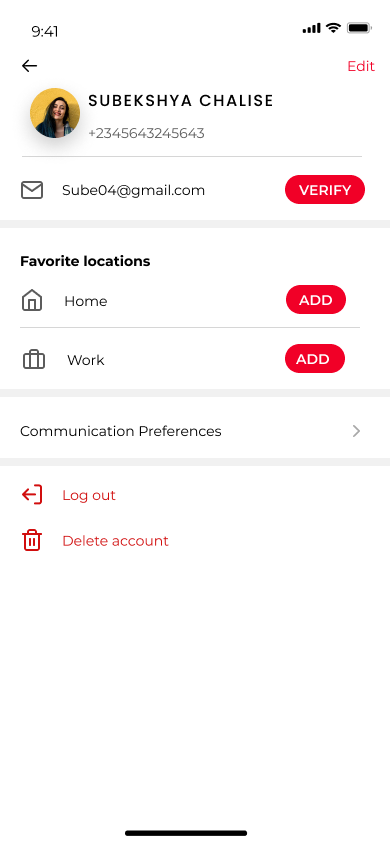 9:41
Edit
SUBEKSHYA CHALISE
+2345643245643
Sube04@gmail.com VERIFY
Favorite locations
Home ADD
Work ADD
Communication Preferences
Log out
Delete account